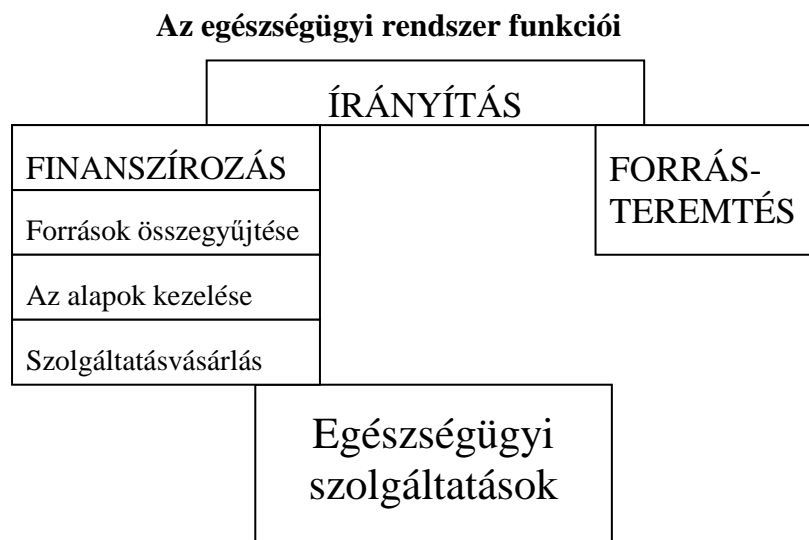 Az egészségügyi rendszer funkciói
ÍRÁNYÍTÁS
FINANSZÍROZÁS
Források összegyűjtése
Az alapok kezelése
Szolgáltatásvásárlás
FORRÁS-
TEREMTÉS
Egészségügyi
szolgáltatások